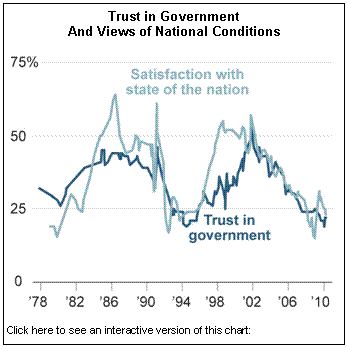 Trust in Government
And Views of National Conditions
75%
Satisfaction with
state of the nation
50
25
Trust in
government
0
'78 '82 '86 '90 '94 '98 '02 '06 '10
Click here to see an interactive version of this chart: